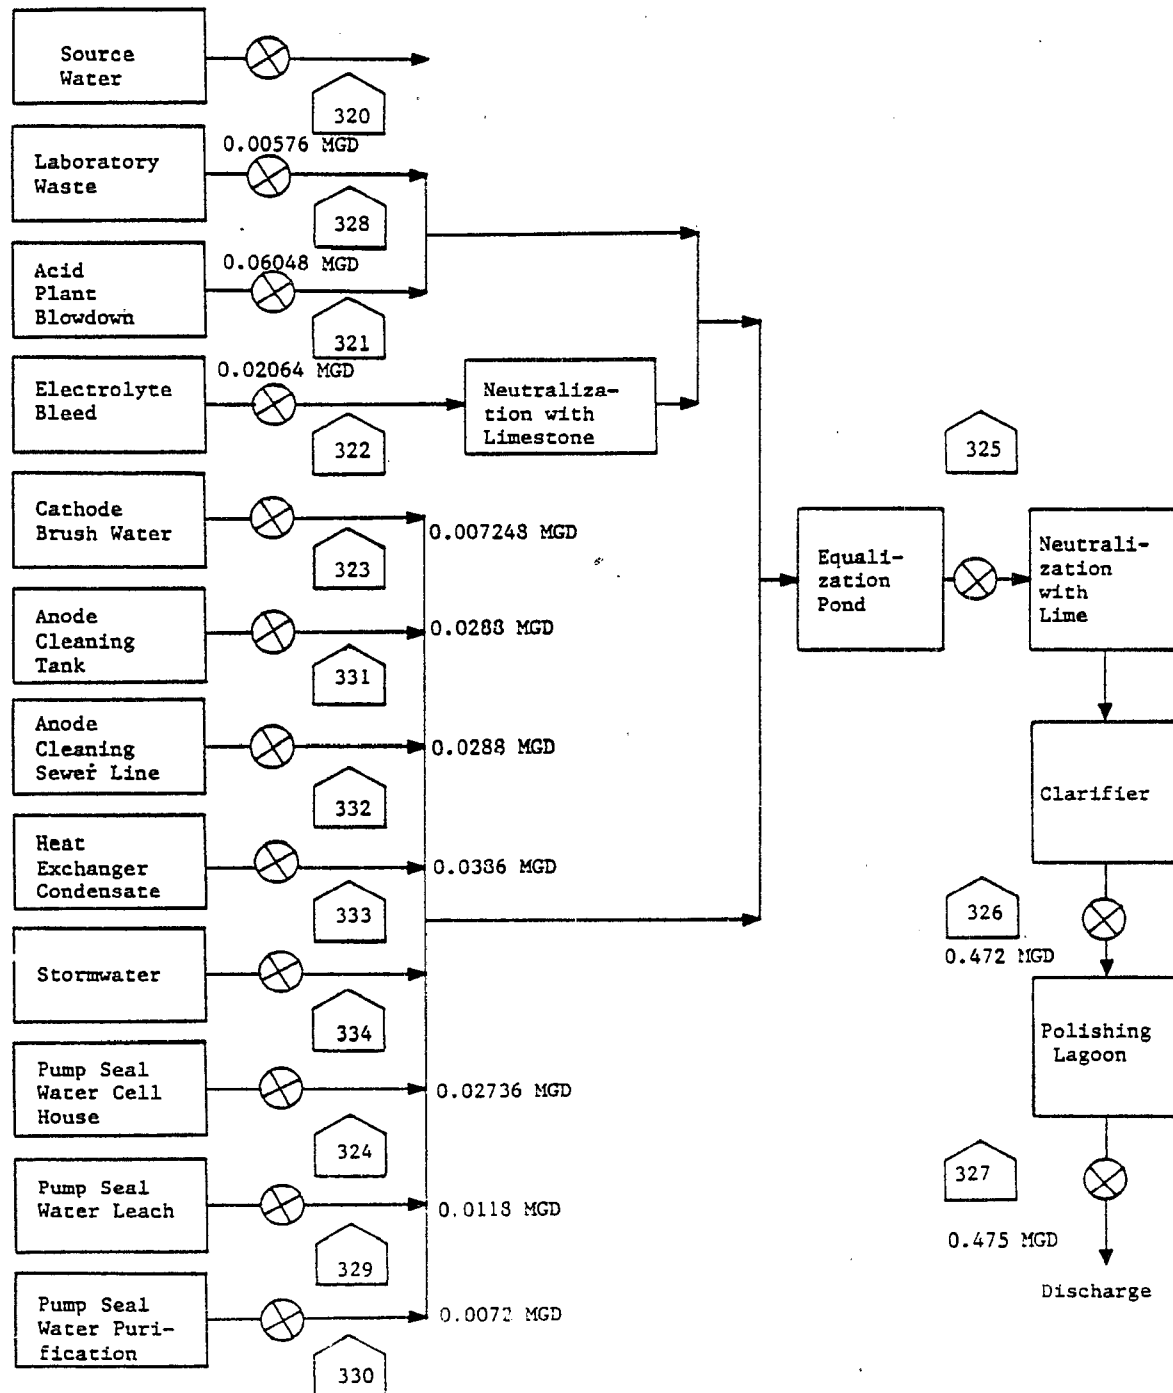 Source
Water
320
0.00576 MGD
Laboratory
Waste
328
0.06048 MGD
Acid
Plant
Blowdown
321
0.02064 MGD
Electrolyte
Bleed
322
Neutraliza-
tion with
Limestone
Cathode
Brush Water
323
0.007248 MGD
Anode
Cleaning
Tank
331
0.0288 MGD
Anode
Cleaning
Sewer Line
332
0.0288 MGD
Heat
Exchanger
Condensate
333
0.0386 MGD
Stormwater
334
Pump Seal
Water Cell
House
324
0.02736 MGD
Pump Seal
Water Leach
329
0.0118 MGD
Pump Seal
Water Puri-
fication
330
0.0072 MGD
Equali-
zation
Pond
325
Neutrali-
zation
with
Lime
Clarifier
326
0.472 MGD
Polishing
Lagoon
327
0.475 MGD
Discharge